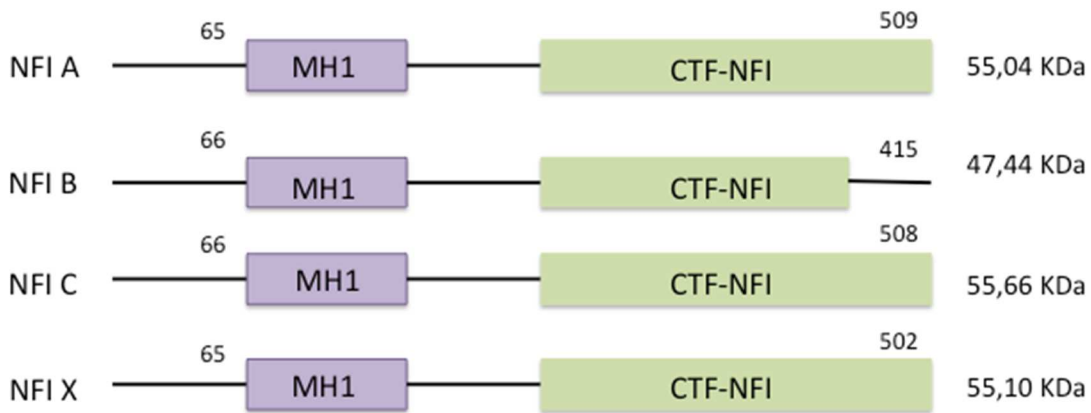 65 509
NFI A MH1 CTF-NFI 55,04 KDa
66 415
NFI B MH1 CTF-NFI 47,44 KDa
66 508
NFI C MH1 CTF-NFI 55,66 KDa
65 502
NFI X MH1 CTF-NFI 55,10 KDa